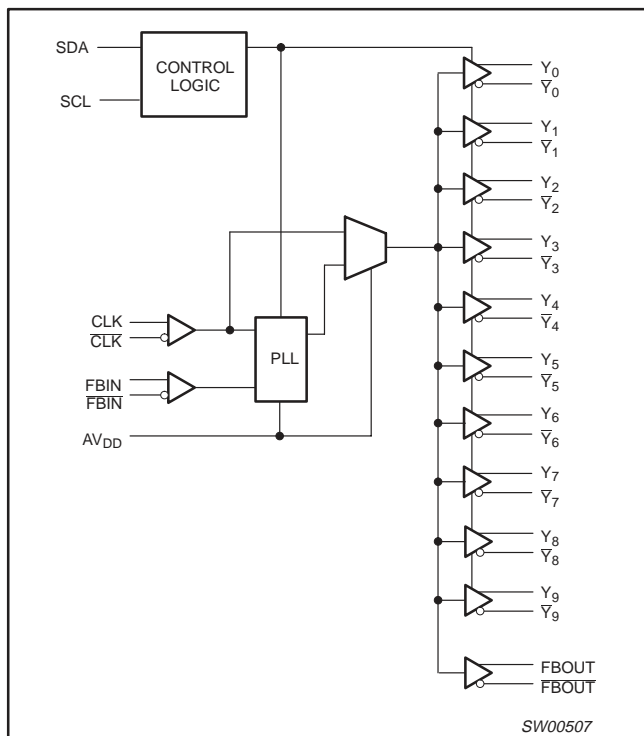 SDA
SCL
CONTROL
LOGIC
CLK
C̅L̅K̅
FBIN
F̅B̅I̅N̅
AV_DD
PLL
Y₀
Y̅₀
Y₁
Y̅₁
Y₂
Y̅₂
Y₃
Y̅₃
Y₄
Y̅₄
Y₅
Y̅₅
Y₆
Y̅₆
Y₇
Y̅₇
Y₈
Y̅₈
Y₉
Y̅₉
FBOUT
F̅B̅O̅U̅T̅
SW00507